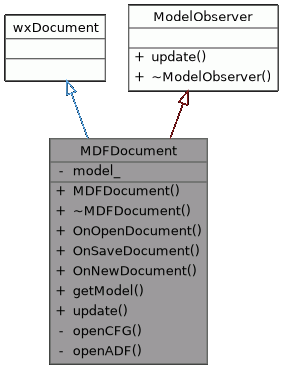 wxDocument
ModelObserver
+ update()
+ ~ModelObserver()
MDFDocument
- model_
+ MDFDocument()
+ ~MDFDocument()
+ OnOpenDocument()
+ OnSaveDocument()
+ OnNewDocument()
+ getModel()
+ update()
- openCFG()
- openADF()